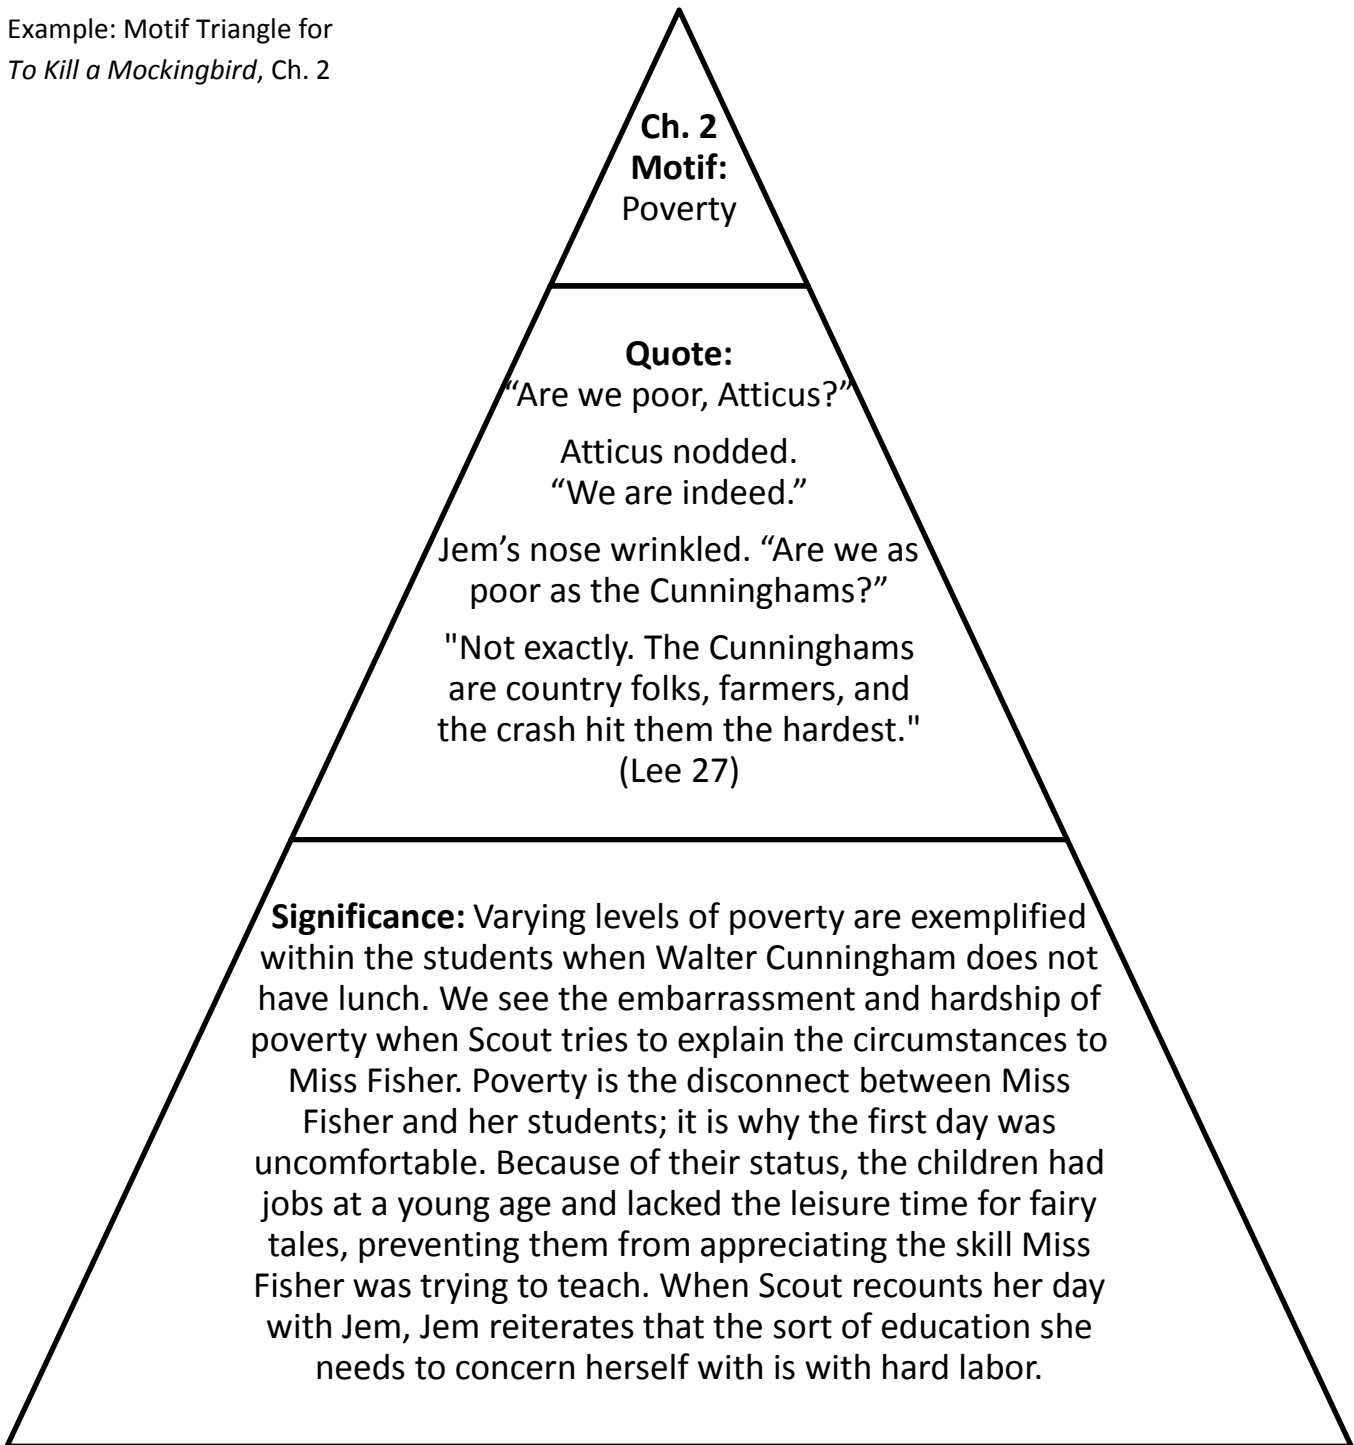 Example: Motif Triangle for
To Kill a Mockingbird, Ch. 2
Ch. 2
Motif:
Poverty
Quote:
“Are we poor, Atticus?”
Atticus nodded.
“We are indeed.”
Jem’s nose wrinkled. “Are we as
poor as the Cunninghams?”
"Not exactly. The Cunninghams
are country folks, farmers, and
the crash hit them the hardest."
(Lee 27)
Significance: Varying levels of poverty are exemplified
within the students when Walter Cunningham does not
have lunch. We see the embarrassment and hardship of
poverty when Scout tries to explain the circumstances to
Miss Fisher. Poverty is the disconnect between Miss
Fisher and her students; it is why the first day was
uncomfortable. Because of their status, the children had
jobs at a young age and lacked the leisure time for fairy
tales, preventing them from appreciating the skill Miss
Fisher was trying to teach. When Scout recounts her day
with Jem, Jem reiterates that the sort of education she
needs to concern herself with is with hard labor.